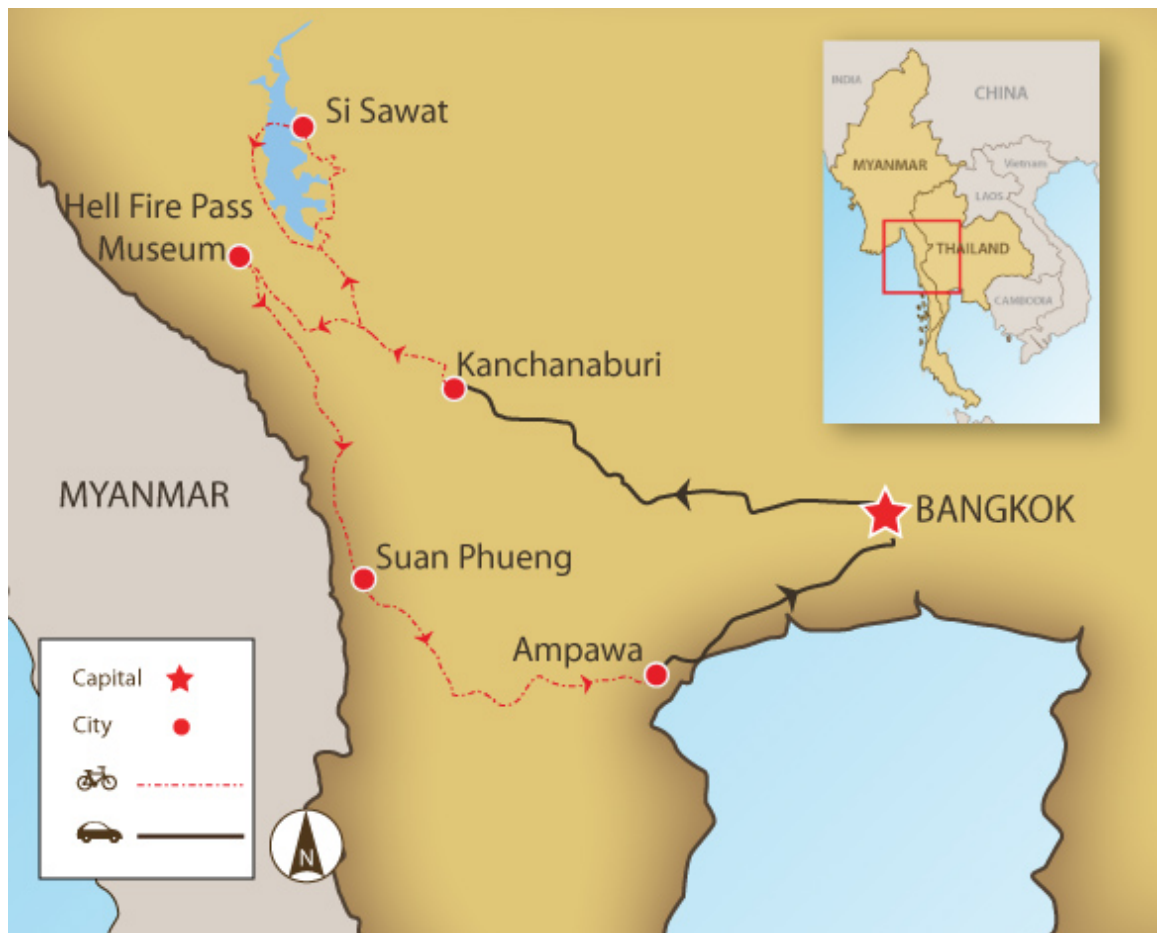 Si Sawat
Hell Fire Pass
Museum
Kanchanaburi
MYANMAR
BANGKOK
Suan Phueng
Ampawa
Capital
City
N
INDIA
CHINA
MYANMAR
Vietnam
LAOS
THAILAND
CAMBODIA